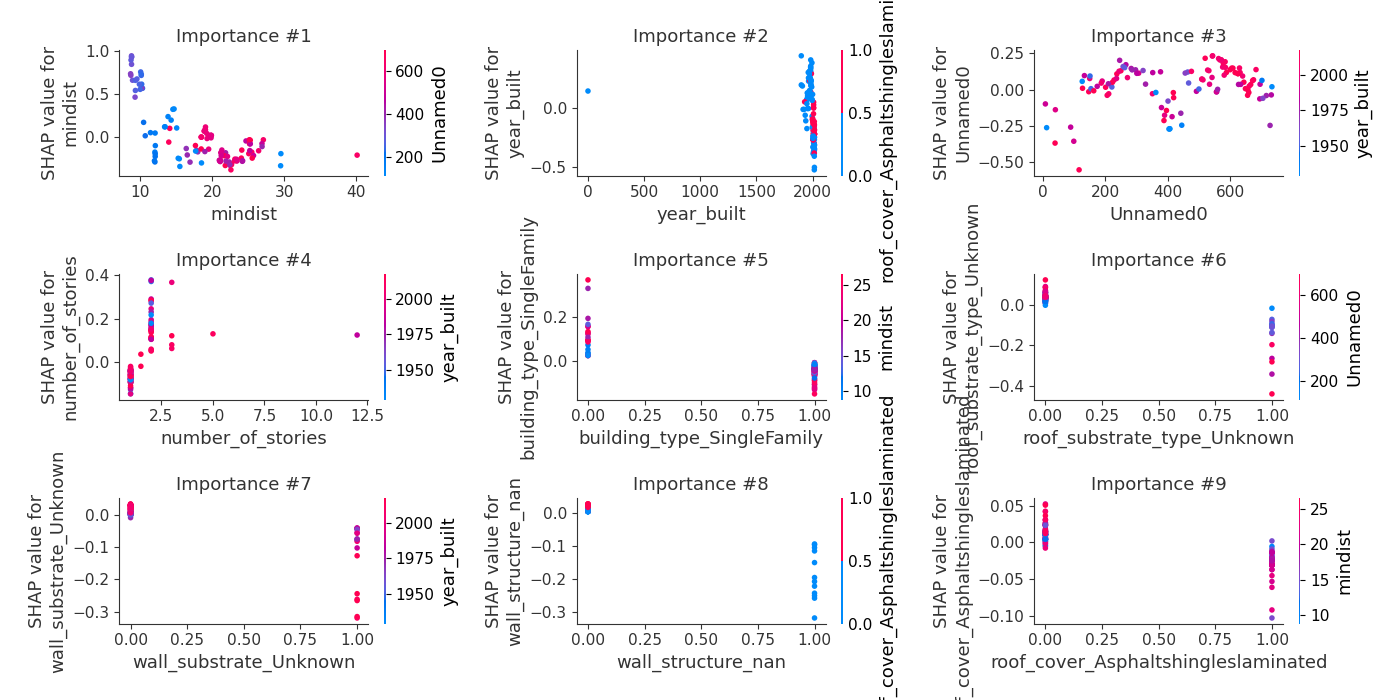 Importance #1
SHAP value for
mindist
1.0
0.5
0.0
10
20
30
40
mindist
600
400
200
Unnamed0
Importance #2
SHAP value for
year_built
0.0
−0.5
0
500
1000
1500
2000
year_built
1.0
0.5
0.0
roof_cover_Asphaltshingleslami
Importance #3
SHAP value for
Unnamed0
0.25
0.00
−0.25
−0.50
0
200
400
600
Unnamed0
2000
1975
1950
year_built
Importance #4
SHAP value for
number_of_stories
0.4
0.2
0.0
2.5
5.0
7.5
10.0
12.5
number_of_stories
2000
1975
1950
year_built
Importance #5
SHAP value for
building_type_SingleFamily
0.2
0.0
0.00
0.25
0.50
0.75
1.00
building_type_SingleFamily
25
20
15
10
mindist
Importance #6
SHAP value for
roof_substrate_type_Unknown
0.0
−0.2
−0.4
0.00
0.25
0.50
0.75
1.00
roof_substrate_type_Unknown
600
400
200
Unnamed0
Importance #7
SHAP value for
wall_substrate_Unknown
0.0
−0.1
−0.2
−0.3
0.00
0.25
0.50
0.75
1.00
wall_substrate_Unknown
2000
1975
1950
year_built
Importance #8
SHAP value for
wall_structure_nan
0.0
−0.1
−0.2
−0.3
0.00
0.25
0.50
0.75
1.00
wall_structure_nan
1.0
0.5
0.0
f_cover_Asphaltshingleslaminated
Importance #9
SHAP value for
f_cover_Asphaltshingleslaminated
0.05
0.00
−0.05
−0.10
0.00
0.25
0.50
0.75
1.00
roof_cover_Asphaltshingleslaminated
25
20
15
10
mindist